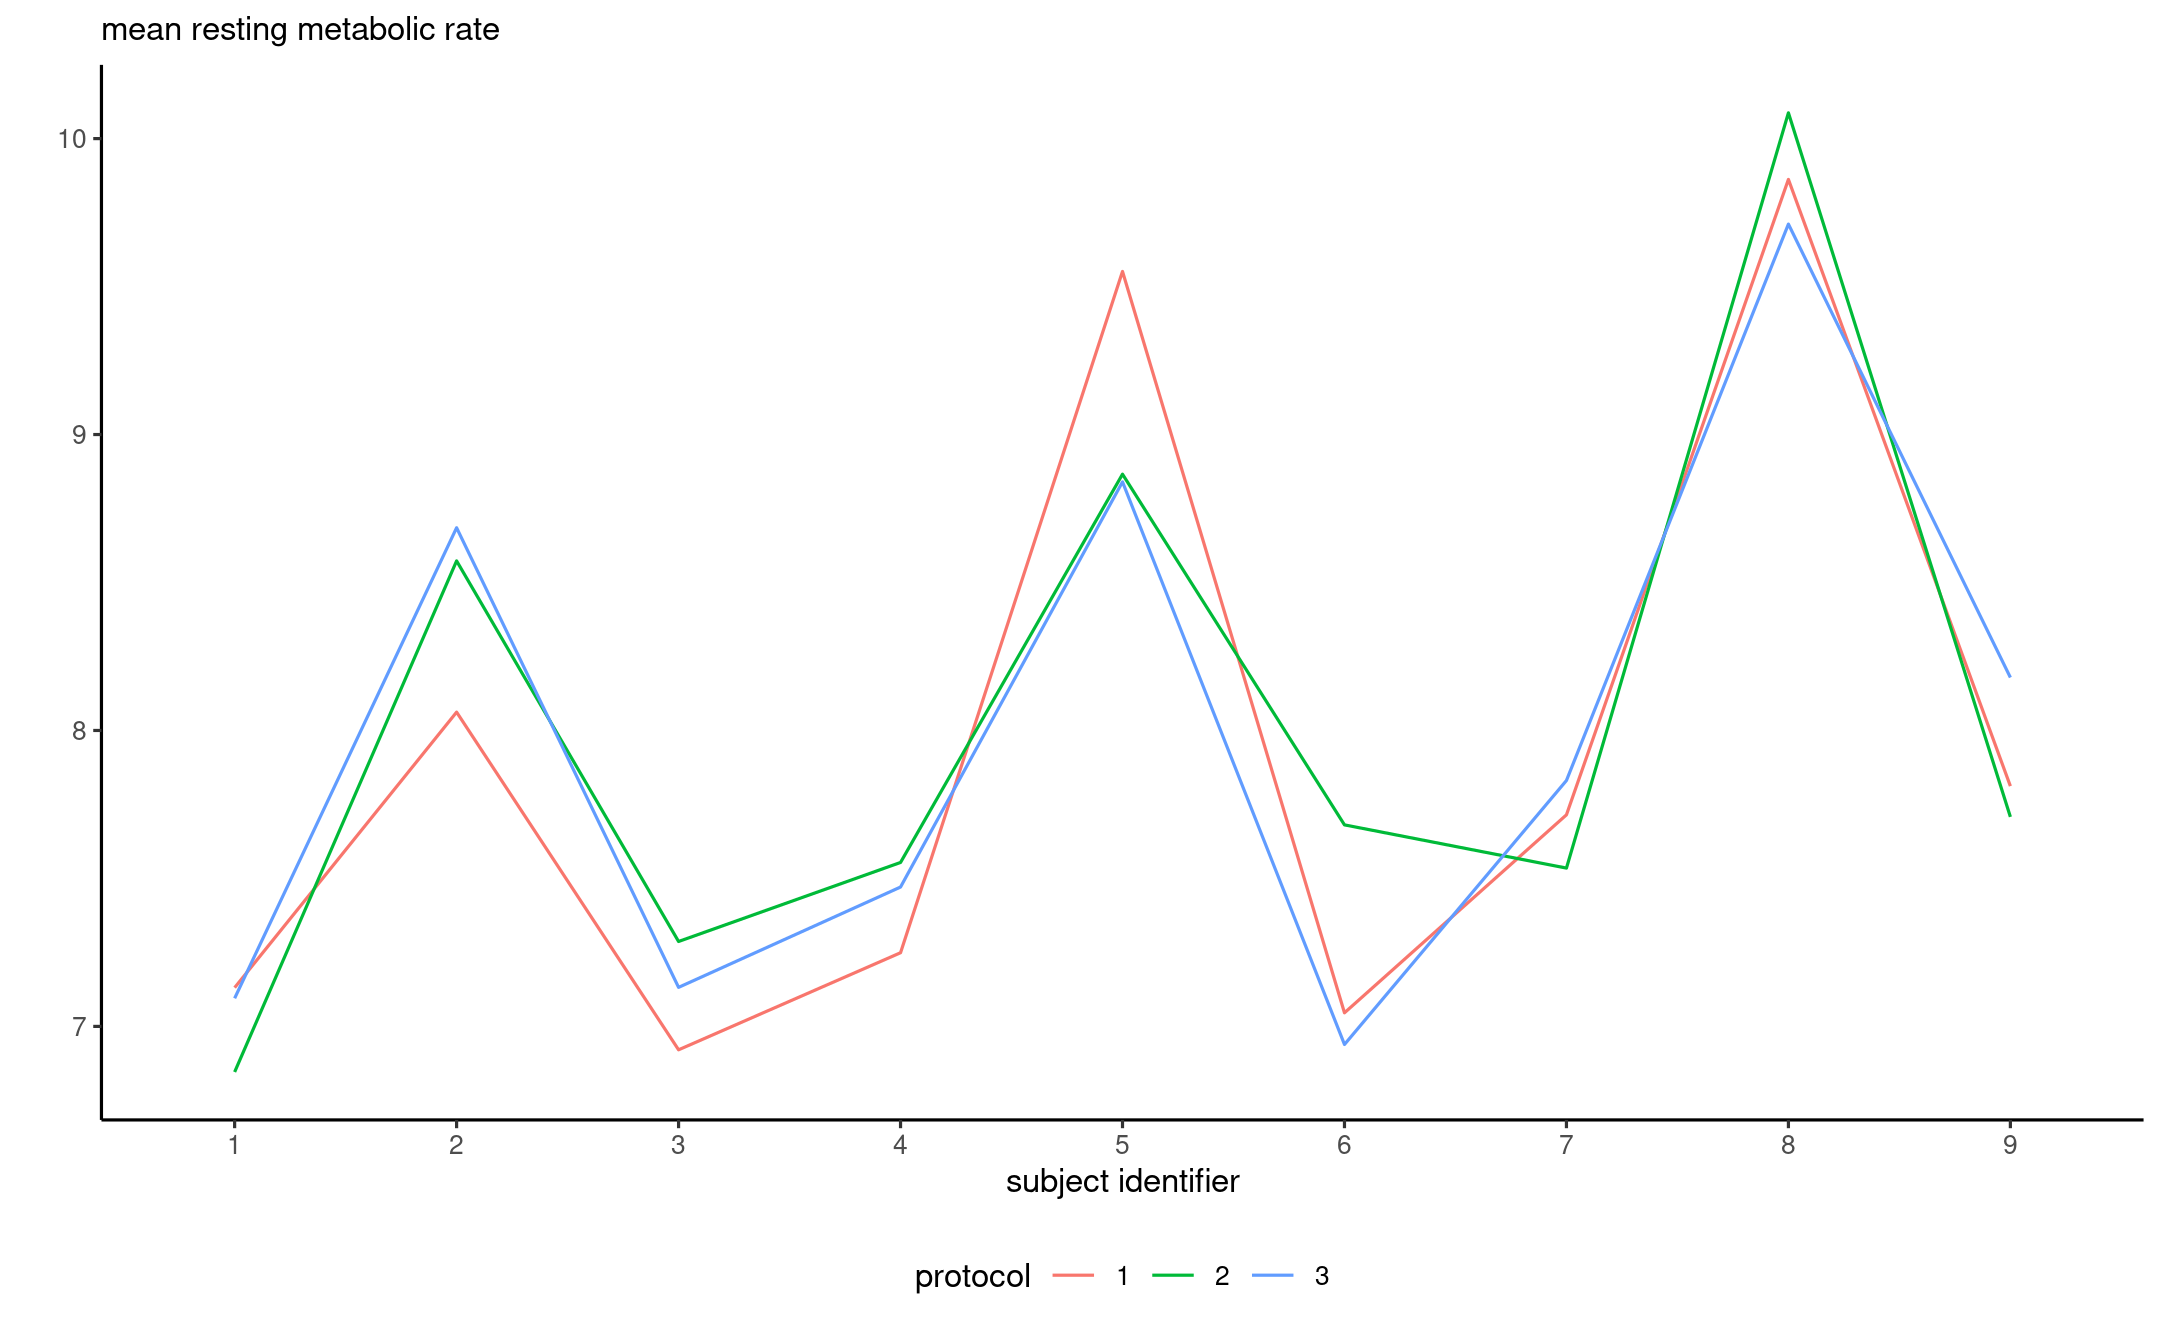 mean resting metabolic rate
10
9
8
7
1 2 3 4 5 6 7 8 9
subject identifier
protocol 1 2 3